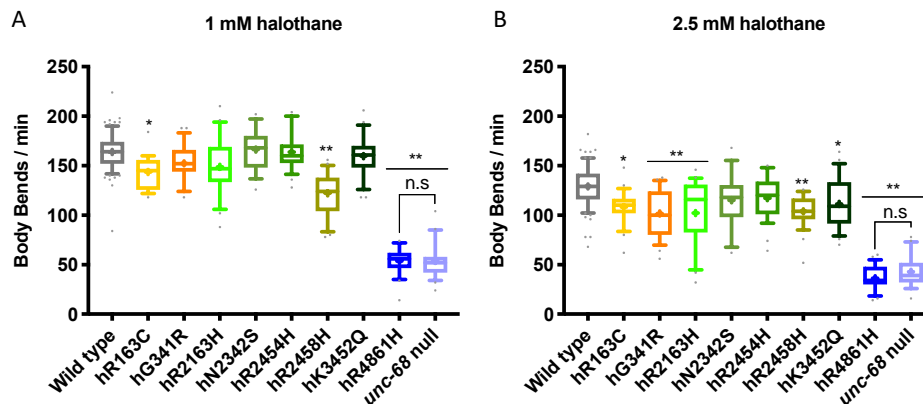 A
1 mM halothane
Body Bends / min
250
200
150
100
50
0
*
**
**
n.s
Wild type
hR163C
hG341R
hR2163H
hN2342S
hR2454H
hR2458H
hK3452Q
hR4861H
unc-68 null
B
2.5 mM halothane
Body Bends / min
250
200
150
100
50
0
*
**
**
*
**
n.s
Wild type
hR163C
hG341R
hR2163H
hN2342S
hR2454H
hR2458H
hK3452Q
hR4861H
unc-68 null